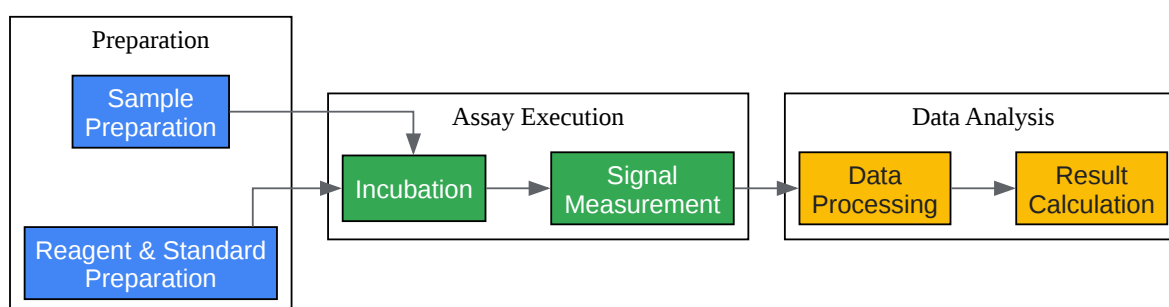 Preparation
Sample
Preparation
Reagent & Standard
Preparation
Assay Execution
Incubation
Signal
Measurement
Data Analysis
Data
Processing
Result
Calculation